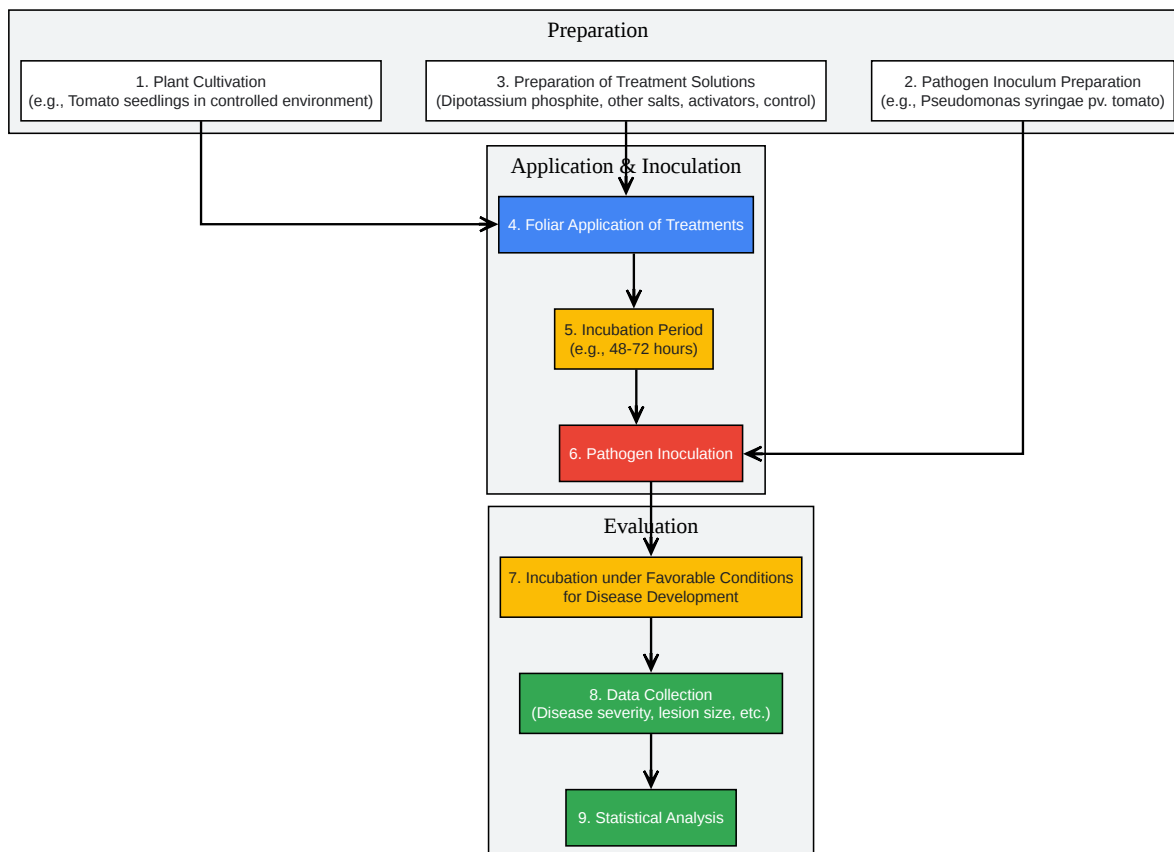 Preparation
1. Plant Cultivation
(e.g., Tomato seedlings in controlled environment)
3. Preparation of Treatment Solutions
(Dipotassium phosphite, other salts, activators, control)
2. Pathogen Inoculum Preparation
(e.g., Pseudomonas syringae pv. tomato)
Application & Inoculation
4. Foliar Application of Treatments
5. Incubation Period
(e.g., 48-72 hours)
6. Pathogen Inoculation
Evaluation
7. Incubation under Favorable Conditions
for Disease Development
8. Data Collection
(Disease severity, lesion size, etc.)
9. Statistical Analysis